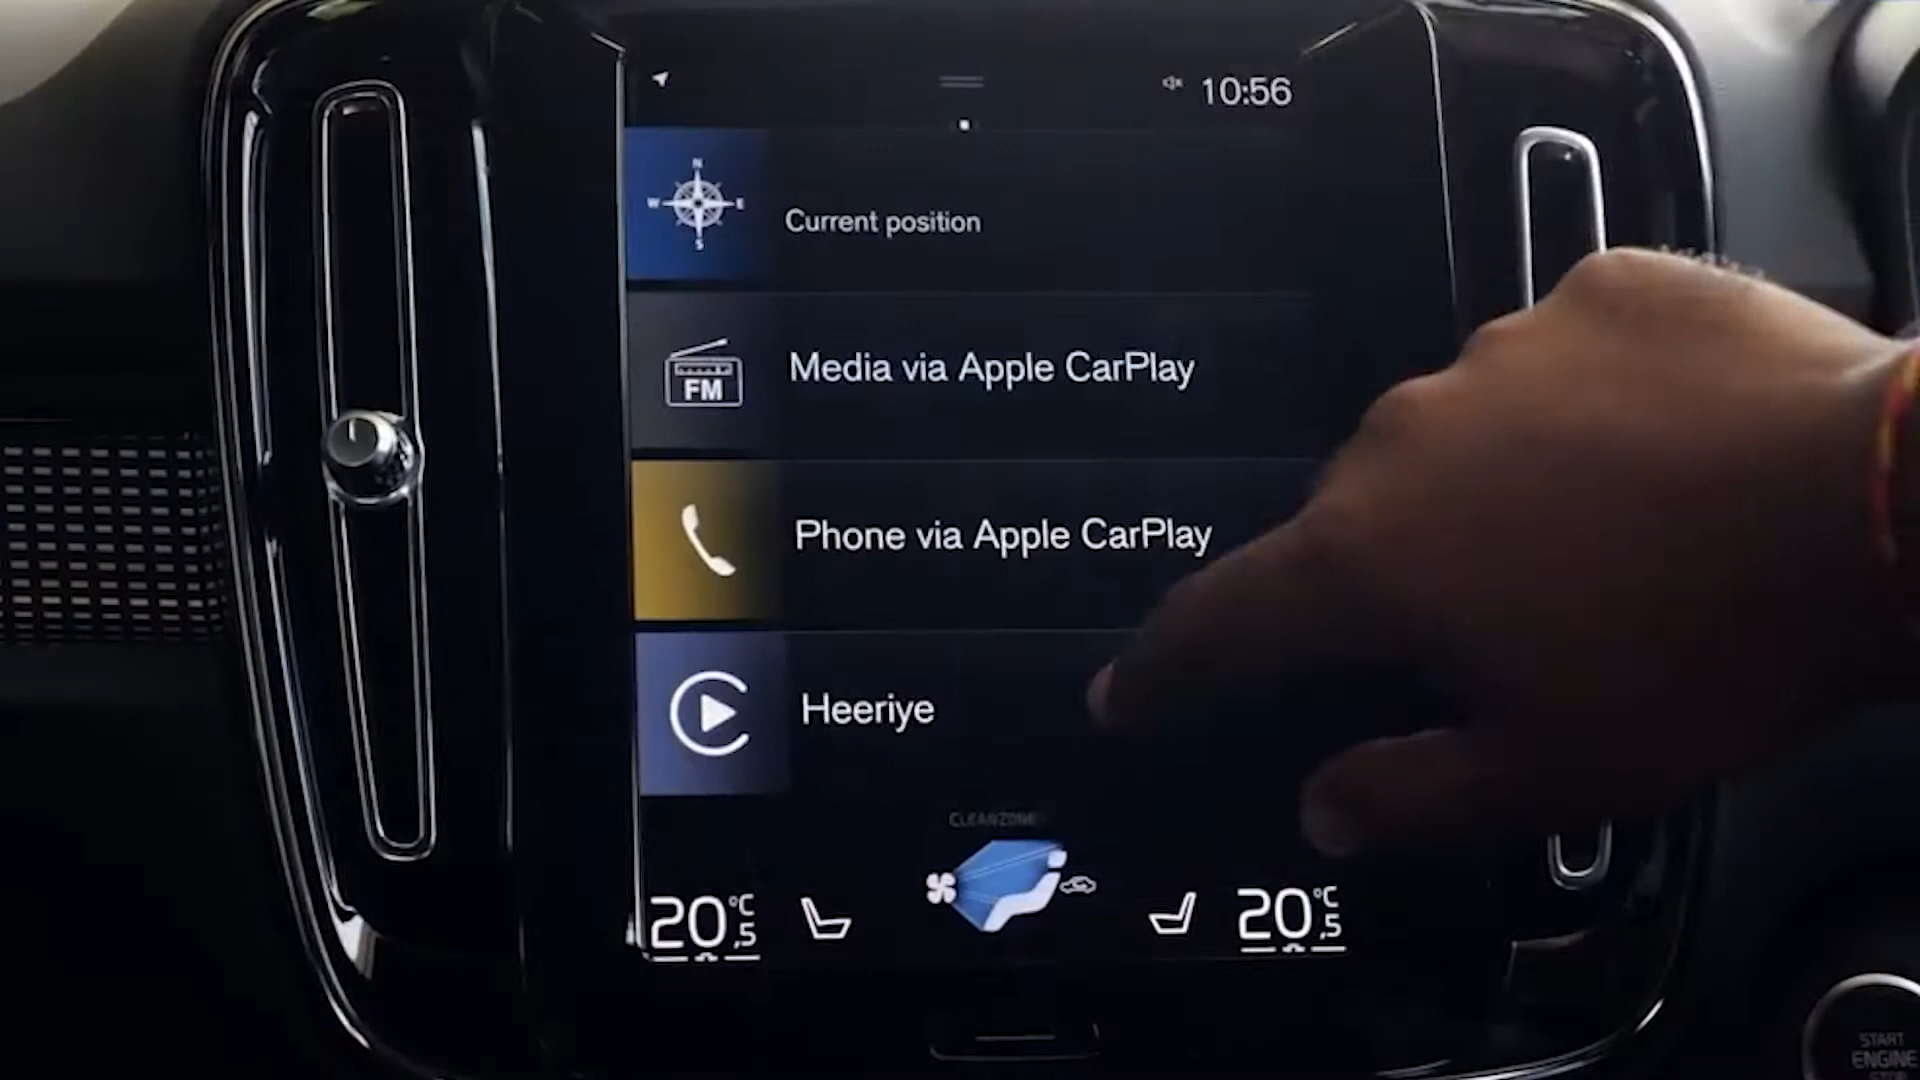 10:56
N
W E
S
Current position
FM
Media via Apple CarPlay
Phone via Apple CarPlay
Heeriye
CLEANZONE
20,5 °C
20,5 °C
START
ENGINE
STOP